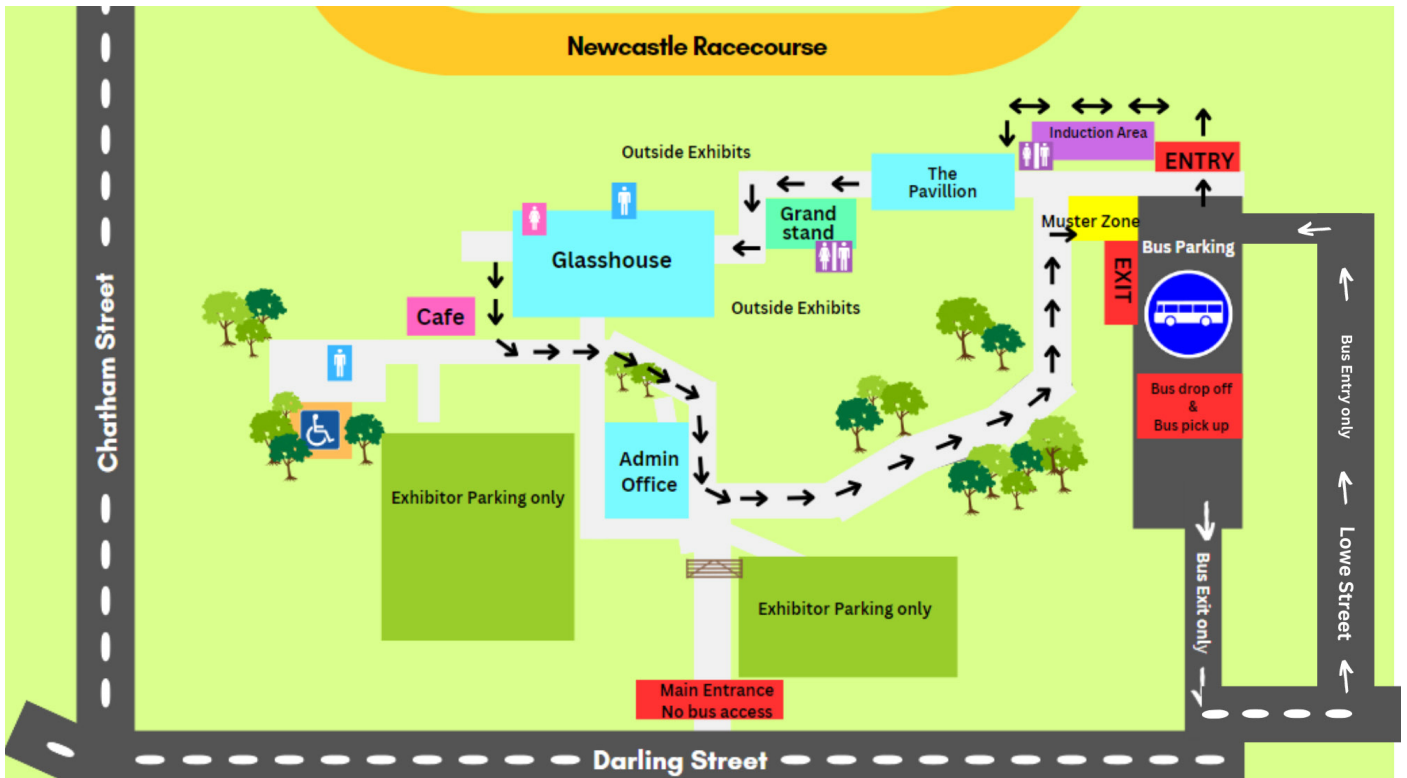 Newcastle Racecourse
Induction Area
ENTRY
Outside Exhibits
The
Pavillion
Grand
stand
Muster Zone
Bus Parking
EXIT
Glasshouse
Outside Exhibits
Cafe
Chatham Street
Bus Entry only
Bus drop off
&
Bus pick up
Admin
Office
Exhibitor Parking only
Lowe Street
Bus Exit only
Exhibitor Parking only
Main Entrance
No bus access
Darling Street